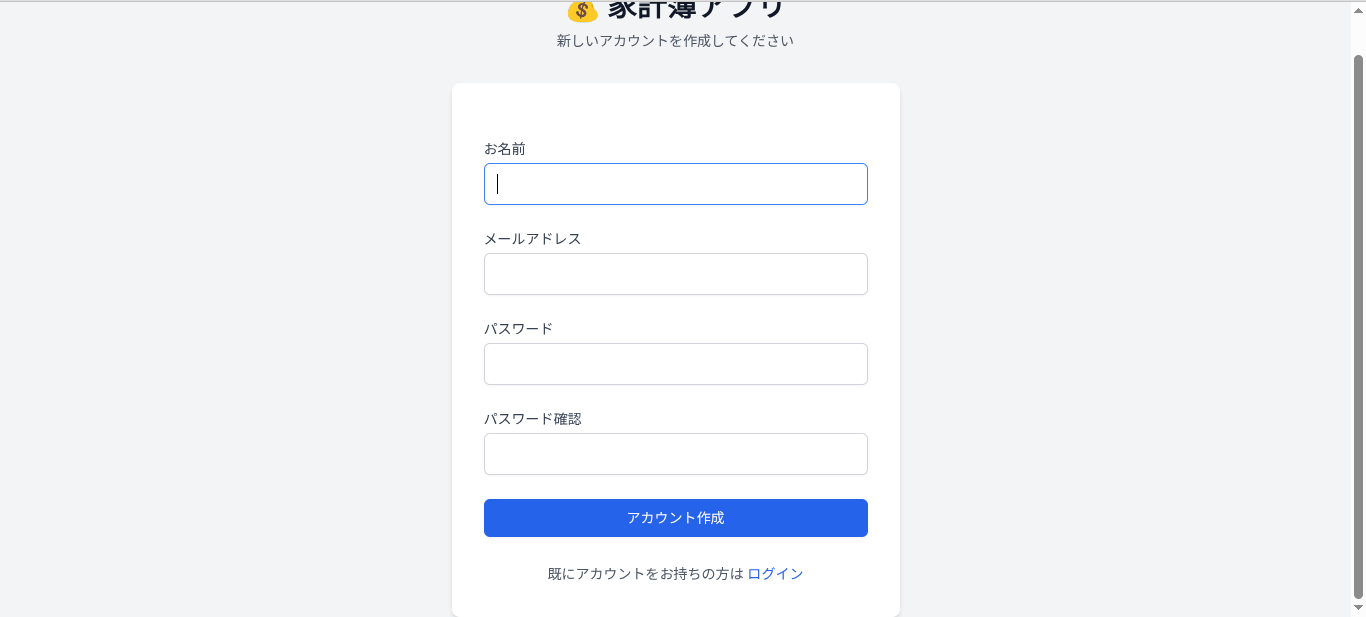 💰 家計簿アプリ
新しいアカウントを作成してください
お名前
メールアドレス
パスワード
パスワード確認
アカウント作成
既にアカウントをお持ちの方は ログイン